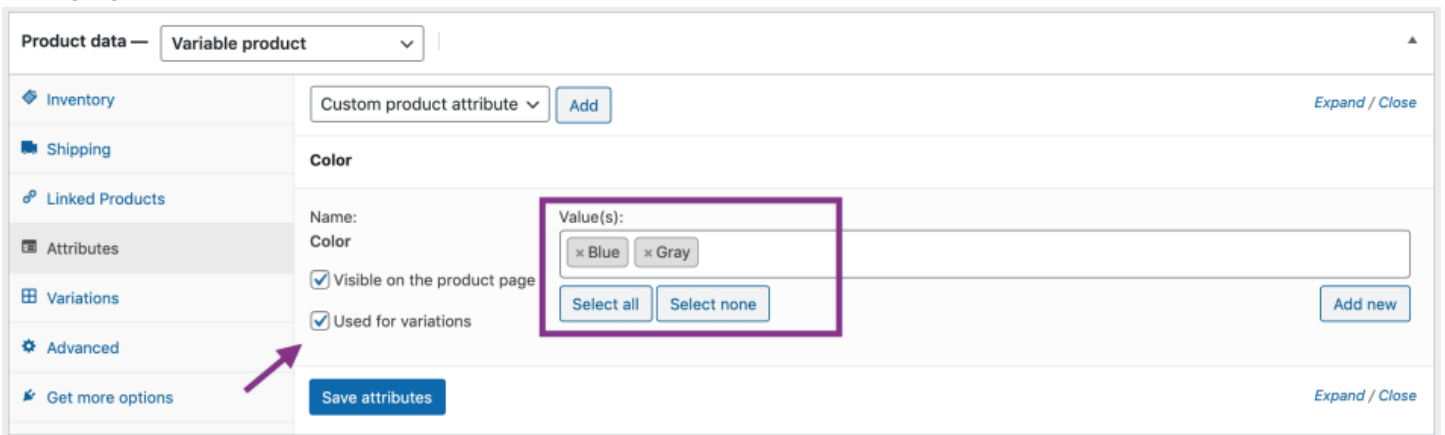 Product data — Variable product
Inventory
Shipping
Linked Products
Attributes
Variations
Advanced
Get more options
Custom product attribute Add Expand / Close
Color
Name: Value(s):
Color × Blue × Gray
Visible on the product page
Select all Select none Add new
Used for variations
Save attributes Expand / Close